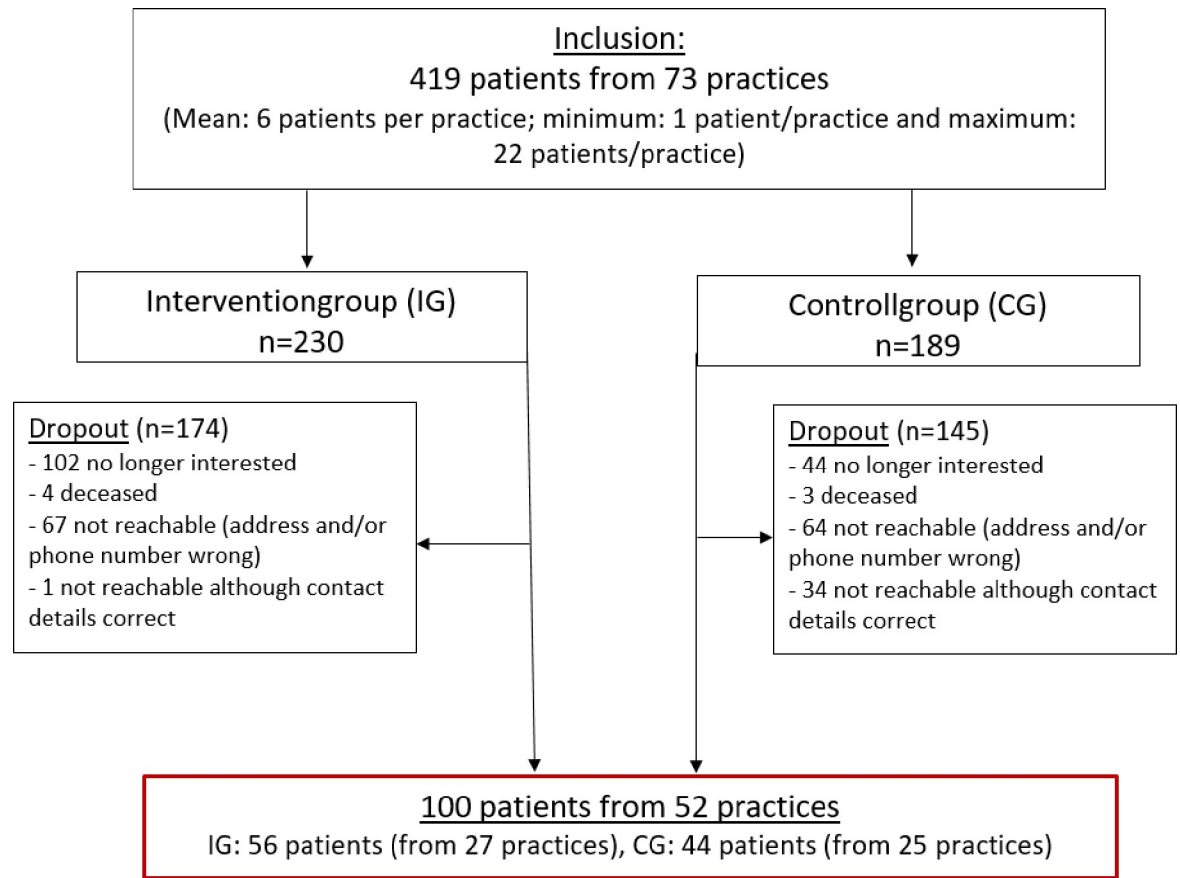 Inclusion:
419 patients from 73 practices
(Mean: 6 patients per practice; minimum: 1 patient/practice and maximum:
22 patients/practice)
Interventiongroup (IG)
n=230
Controllgroup (CG)
n=189
Dropout (n=174)
- 102 no longer interested
- 4 deceased
- 67 not reachable (address and/or
phone number wrong)
- 1 not reachable although contact
details correct
Dropout (n=145)
- 44 no longer interested
- 3 deceased
- 64 not reachable (address and/or
phone number wrong)
- 34 not reachable although contact
details correct
100 patients from 52 practices
IG: 56 patients (from 27 practices), CG: 44 patients (from 25 practices)